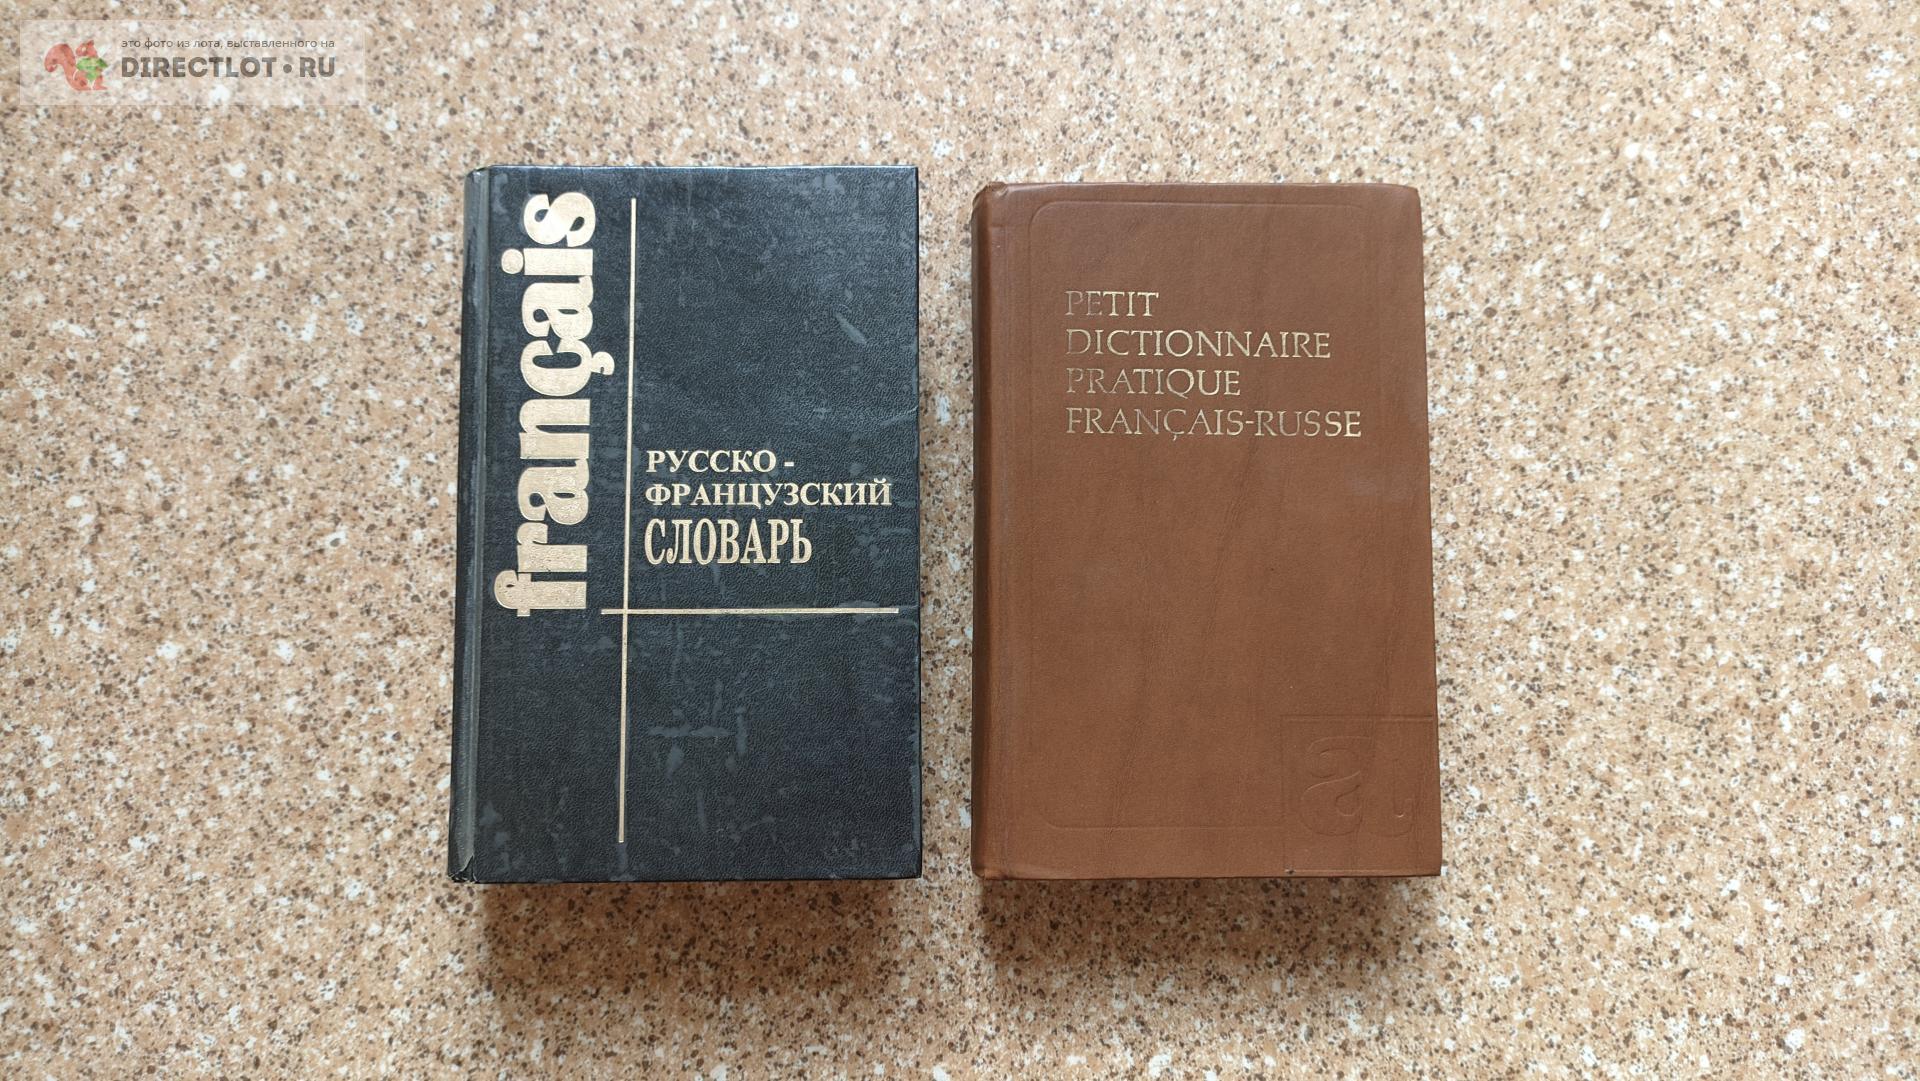 это фото из лота, выставленного на
DIRECTLOT•RU
français
РУССКО-
ФРАНЦУЗСКИЙ
СЛОВАРЬ
PETIT
DICTIONNAIRE
PRATIQUE
FRANÇAIS-RUSSE